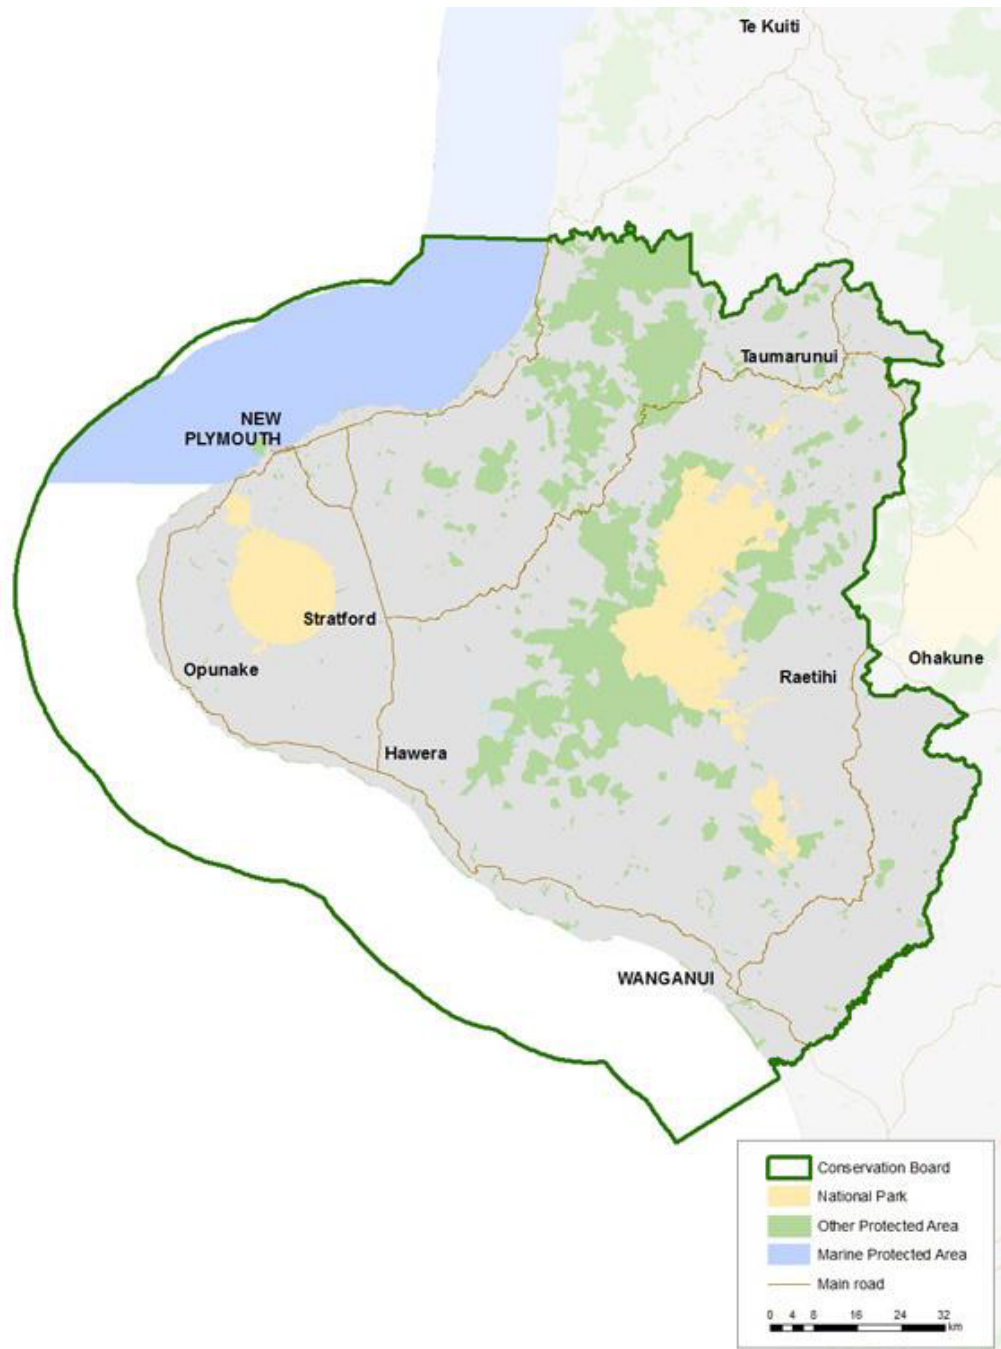 Te Kuiti
Taumarunui
NEW
PLYMOUTH
Stratford
Opunake
Ohakune
Raetihi
Hawera
WANGANUI
Conservation Board
National Park
Other Protected Area
Marine Protected Area
Main road
0 4 8 16 24 32
km